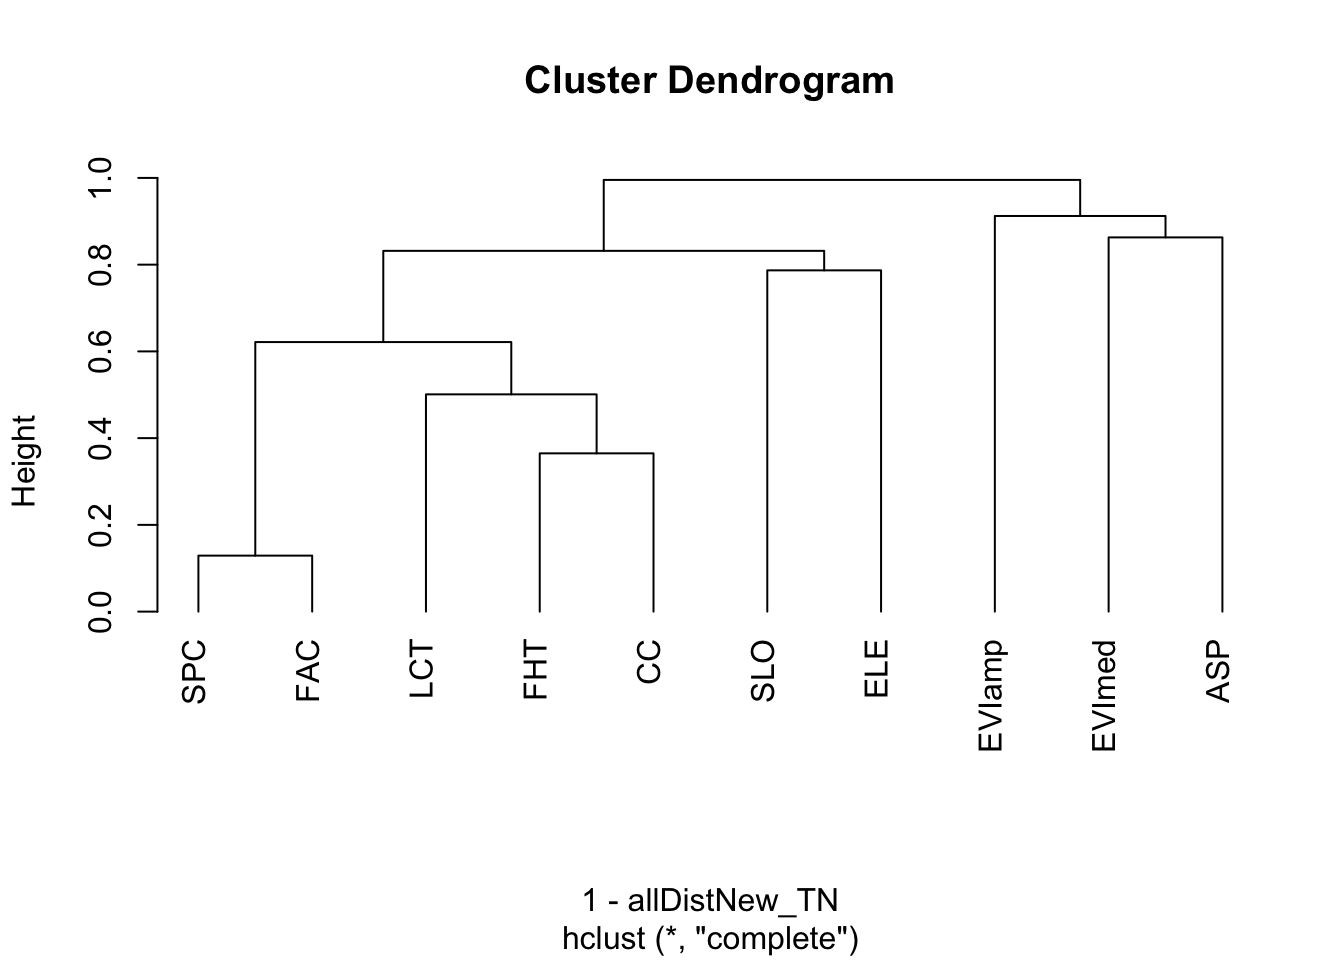 Cluster Dendrogram
Height
1.0
0.8
0.6
0.4
0.2
0.0
SPC
FAC
LCT
FHT
CC
SLO
ELE
EVIamp
EVImed
ASP
1 - allDistNew_TN
hclust (*, "complete")